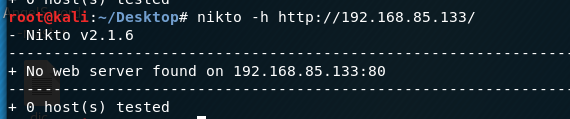 + 0 host(s) tested
root@kali:~/Desktop# nikto -h http://192.168.85.133/
- Nikto v2.1.6
---------------------------------------------------------------------------
+ No web server found on 192.168.85.133:80
---------------------------------------------------------------------------
+ 0 host(s) tested